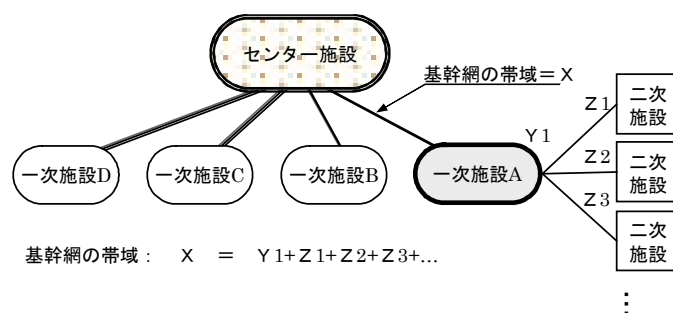 センター施設
基幹網の帯域=X
Z1
二次
施設
Y1
Z2
二次
施設
一次施設D
一次施設C
一次施設B
一次施設A
Z3
二次
施設
基幹網の帯域: X = Y1+Z1+Z2+Z3+…
⋮